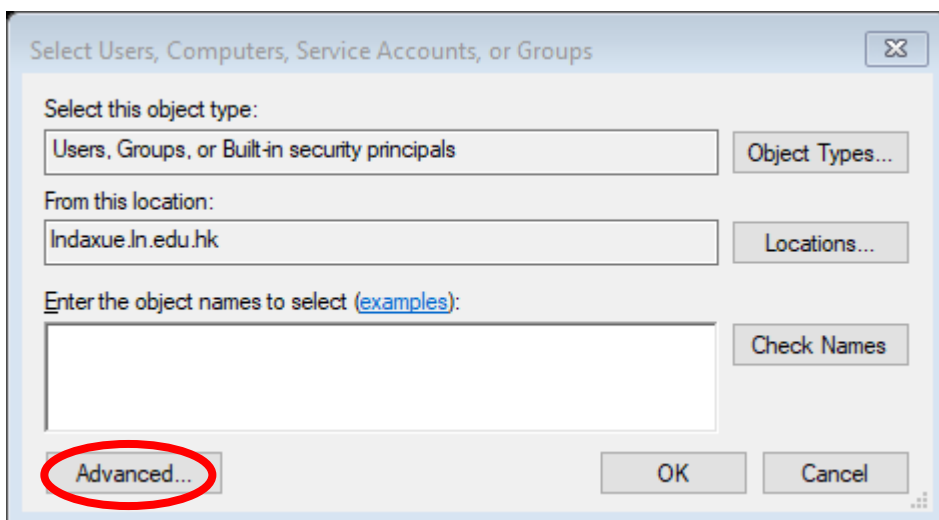 Select Users, Computers, Service Accounts, or Groups
Select this object type:
Users, Groups, or Built-in security principals
Object Types...
From this location:
lndaxue.ln.edu.hk
Locations...
Enter the object names to select (examples):
Check Names
Advanced...
OK
Cancel